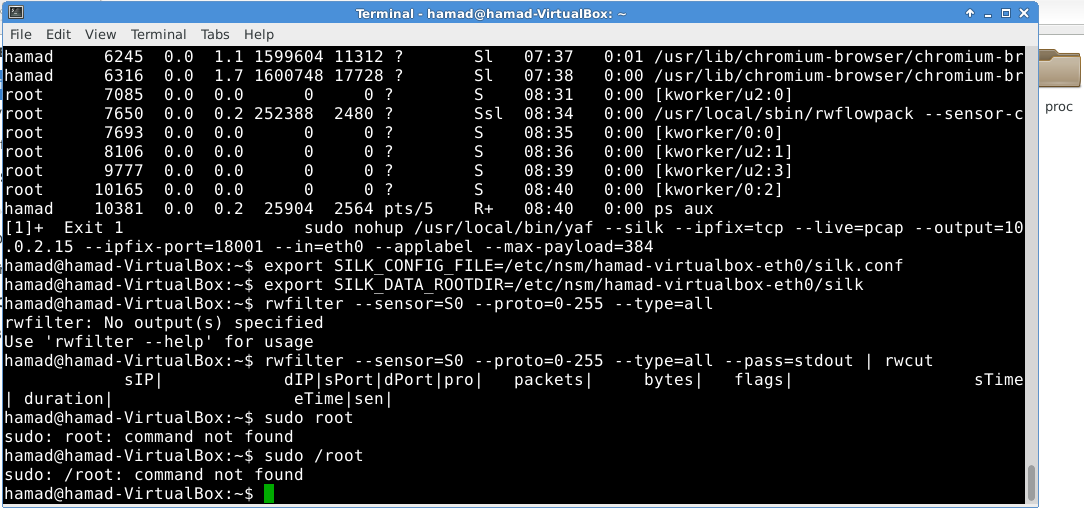 Terminal - hamad@hamad-VirtualBox: ~
File Edit View Terminal Tabs Help
hamad 6245 0.0 1.1 1599604 11312 ? Sl 07:37 0:01 /usr/lib/chromium-browser/chromium-br
hamad 6316 0.0 1.7 1600748 17728 ? Sl 07:38 0:00 /usr/lib/chromium-browser/chromium-br
root 7085 0.0 0.0 0 0 ? S 08:31 0:00 [kworker/u2:0]
root 7650 0.0 0.2 252388 2480 ? Ssl 08:34 0:00 /usr/local/sbin/rwflowpack --sensor-c
root 7693 0.0 0.0 0 0 ? S 08:35 0:00 [kworker/0:0]
root 8106 0.0 0.0 0 0 ? S 08:36 0:00 [kworker/u2:1]
root 9777 0.0 0.0 0 0 ? S 08:39 0:00 [kworker/u2:3]
root 10165 0.0 0.0 0 0 ? S 08:40 0:00 [kworker/0:2]
hamad 10381 0.0 0.2 25904 2564 pts/5 R+ 08:40 0:00 ps aux
[1]+ Exit 1 sudo nohup /usr/local/bin/yaf --silk --ipfix=tcp --live=pcap --output=10
.0.2.15 --ipfix-port=18001 --in=eth0 --applabel --max-payload=384
hamad@hamad-VirtualBox:~$ export SILK_CONFIG_FILE=/etc/nsm/hamad-virtualbox-eth0/silk.conf
hamad@hamad-VirtualBox:~$ export SILK_DATA_ROOTDIR=/etc/nsm/hamad-virtualbox-eth0/silk
hamad@hamad-VirtualBox:~$ rwfilter --sensor=S0 --proto=0-255 --type=all
rwfilter: No output(s) specified
Use 'rwfilter --help' for usage
hamad@hamad-VirtualBox:~$ rwfilter --sensor=S0 --proto=0-255 --type=all --pass=stdout | rwcut
sIP| dIP|sPort|dPort|pro| packets| bytes| flags| sTime
| duration| eTime|sen|
hamad@hamad-VirtualBox:~$ sudo root
sudo: root: command not found
hamad@hamad-VirtualBox:~$ sudo /root
sudo: /root: command not found
hamad@hamad-VirtualBox:~$
proc